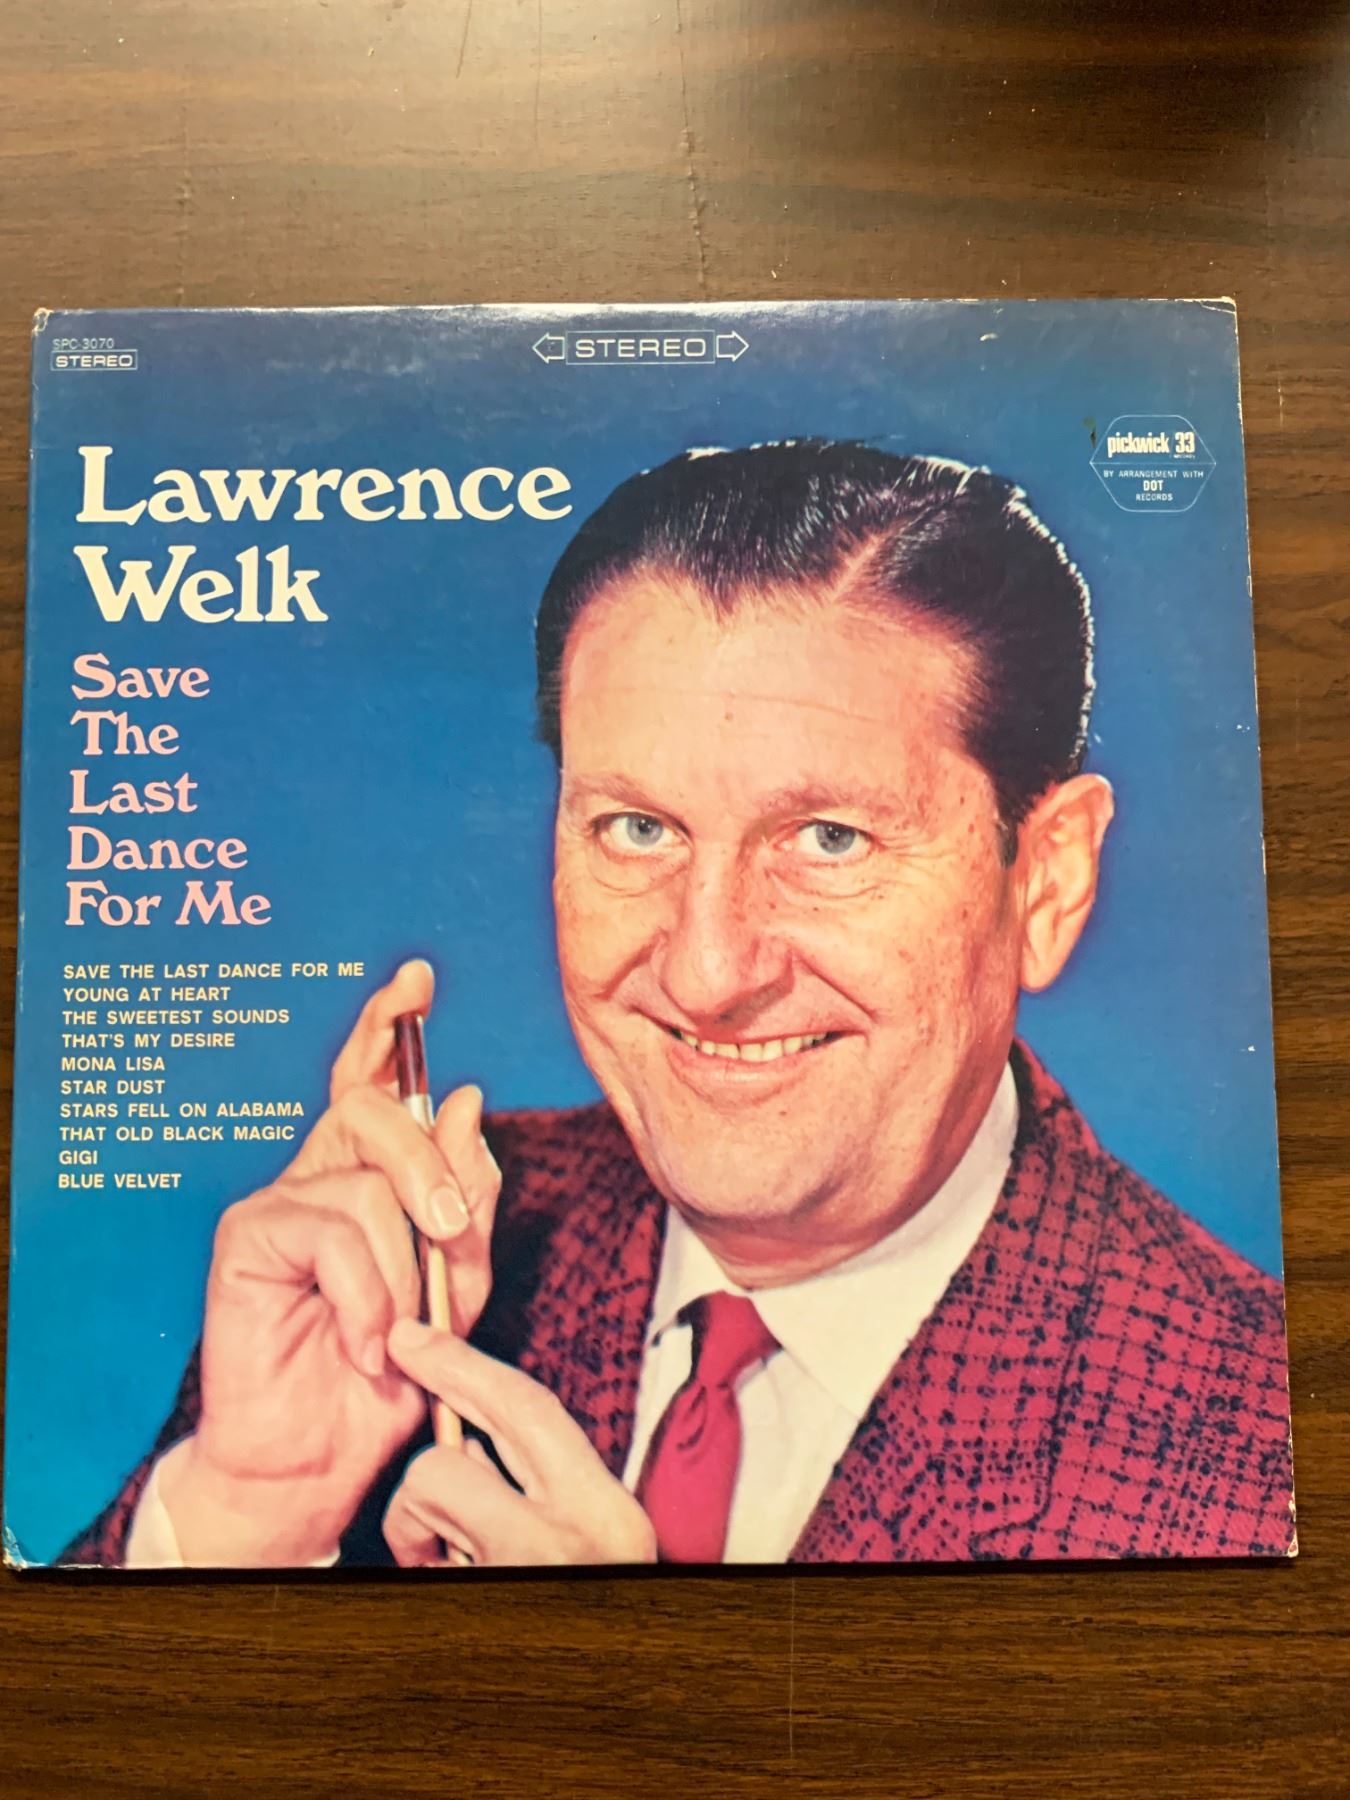 SPC-3070
STEREO
STEREO
pickwick 33
RECORDS
BY ARRANGEMENT WITH
DOT
RECORDS
Lawrence
Welk
Save
The
Last
Dance
For Me
SAVE THE LAST DANCE FOR ME
YOUNG AT HEART
THE SWEETEST SOUNDS
THAT'S MY DESIRE
MONA LISA
STAR DUST
STARS FELL ON ALABAMA
THAT OLD BLACK MAGIC
GIGI
BLUE VELVET